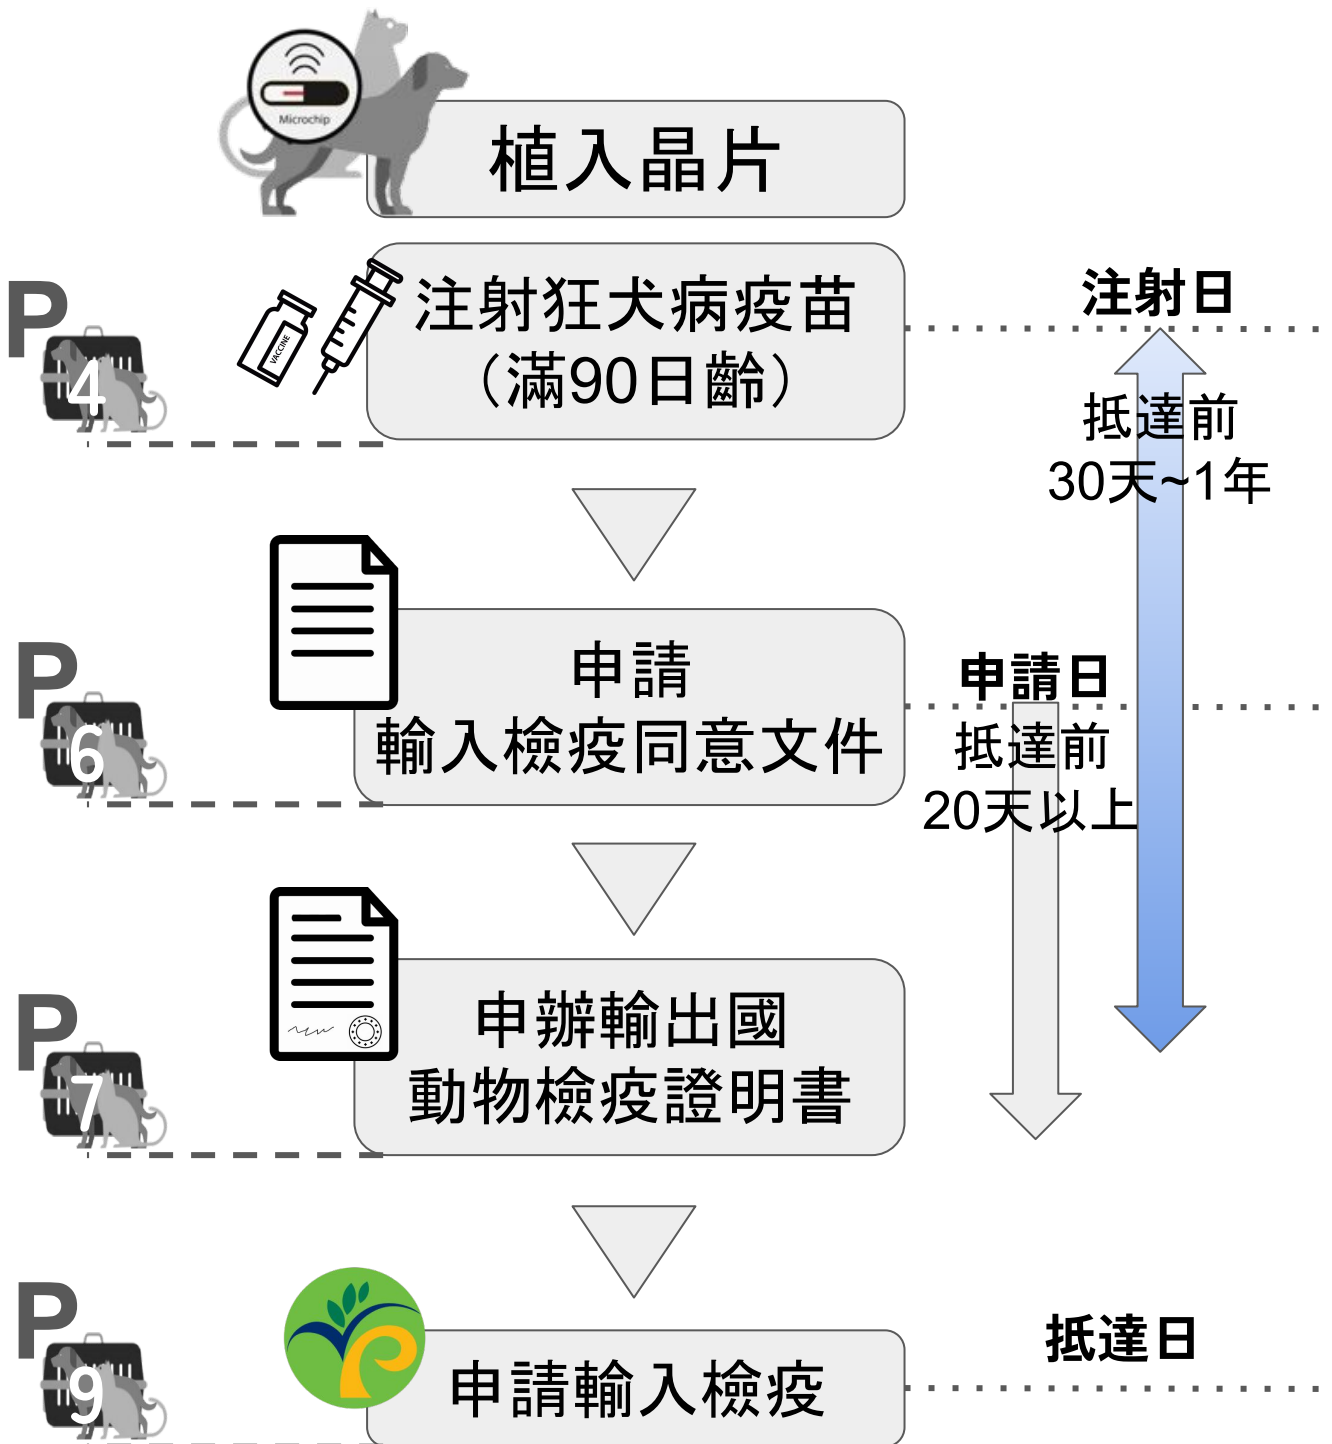 Microchip
植入晶片
P
4
VACCINE
注射狂犬病疫苗
（滿90日齡）
注射日
抵達前
30天~1年
P
6
申請
輸入檢疫同意文件
申請日
抵達前
20天以上
P
7
申辦輸出國
動物檢疫證明書
P
9
申請輸入檢疫
抵達日